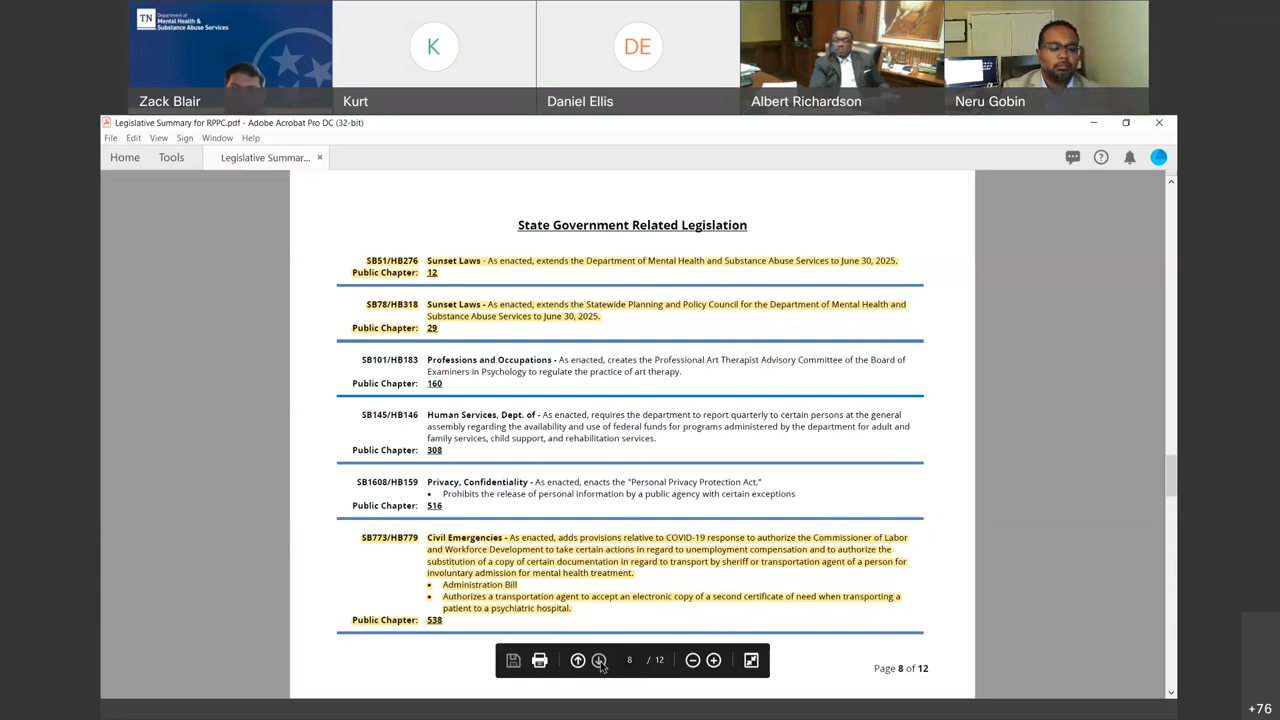 TN
Department of
Mental Health &
Substance Abuse Services
K
DE
Zack Blair
Kurt
Daniel Ellis
Albert Richardson
Neru Gobin
Legislative Summary for RPPC.pdf - Adobe Acrobat Pro DC (32-bit)
File Edit View Sign Window Help
Home Tools Legislative Summar... ×
State Government Related Legislation
SB51/HB276 Sunset Laws - As enacted, extends the Department of Mental Health and Substance Abuse Services to June 30, 2025.
Public Chapter: 12
SB78/HB318 Sunset Laws - As enacted, extends the Statewide Planning and Policy Council for the Department of Mental Health and
Substance Abuse Services to June 30, 2025.
Public Chapter: 29
SB101/HB183 Professions and Occupations - As enacted, creates the Professional Art Therapist Advisory Committee of the Board of
Examiners in Psychology to regulate the practice of art therapy.
Public Chapter: 160
SB145/HB146 Human Services, Dept. of - As enacted, requires the department to report quarterly to certain persons at the general
assembly regarding the availability and use of federal funds for programs administered by the department for adult and
family services, child support, and rehabilitation services.
Public Chapter: 308
SB1608/HB159 Privacy, Confidentiality - As enacted, enacts the "Personal Privacy Protection Act."
• Prohibits the release of personal information by a public agency with certain exceptions
Public Chapter: 516
SB773/HB779 Civil Emergencies - As enacted, adds provisions relative to COVID-19 response to authorize the Commissioner of Labor
and Workforce Development to take certain actions in regard to unemployment compensation and to authorize the
substitution of a copy of certain documentation in regard to transport by sheriff or transportation agent of a person for
involuntary admission for mental health treatment.
• Administration Bill
• Authorizes a transportation agent to accept an electronic copy of a second certificate of need when transporting a
patient to a psychiatric hospital.
Public Chapter: 538
8 / 12
Page 8 of 12
+76